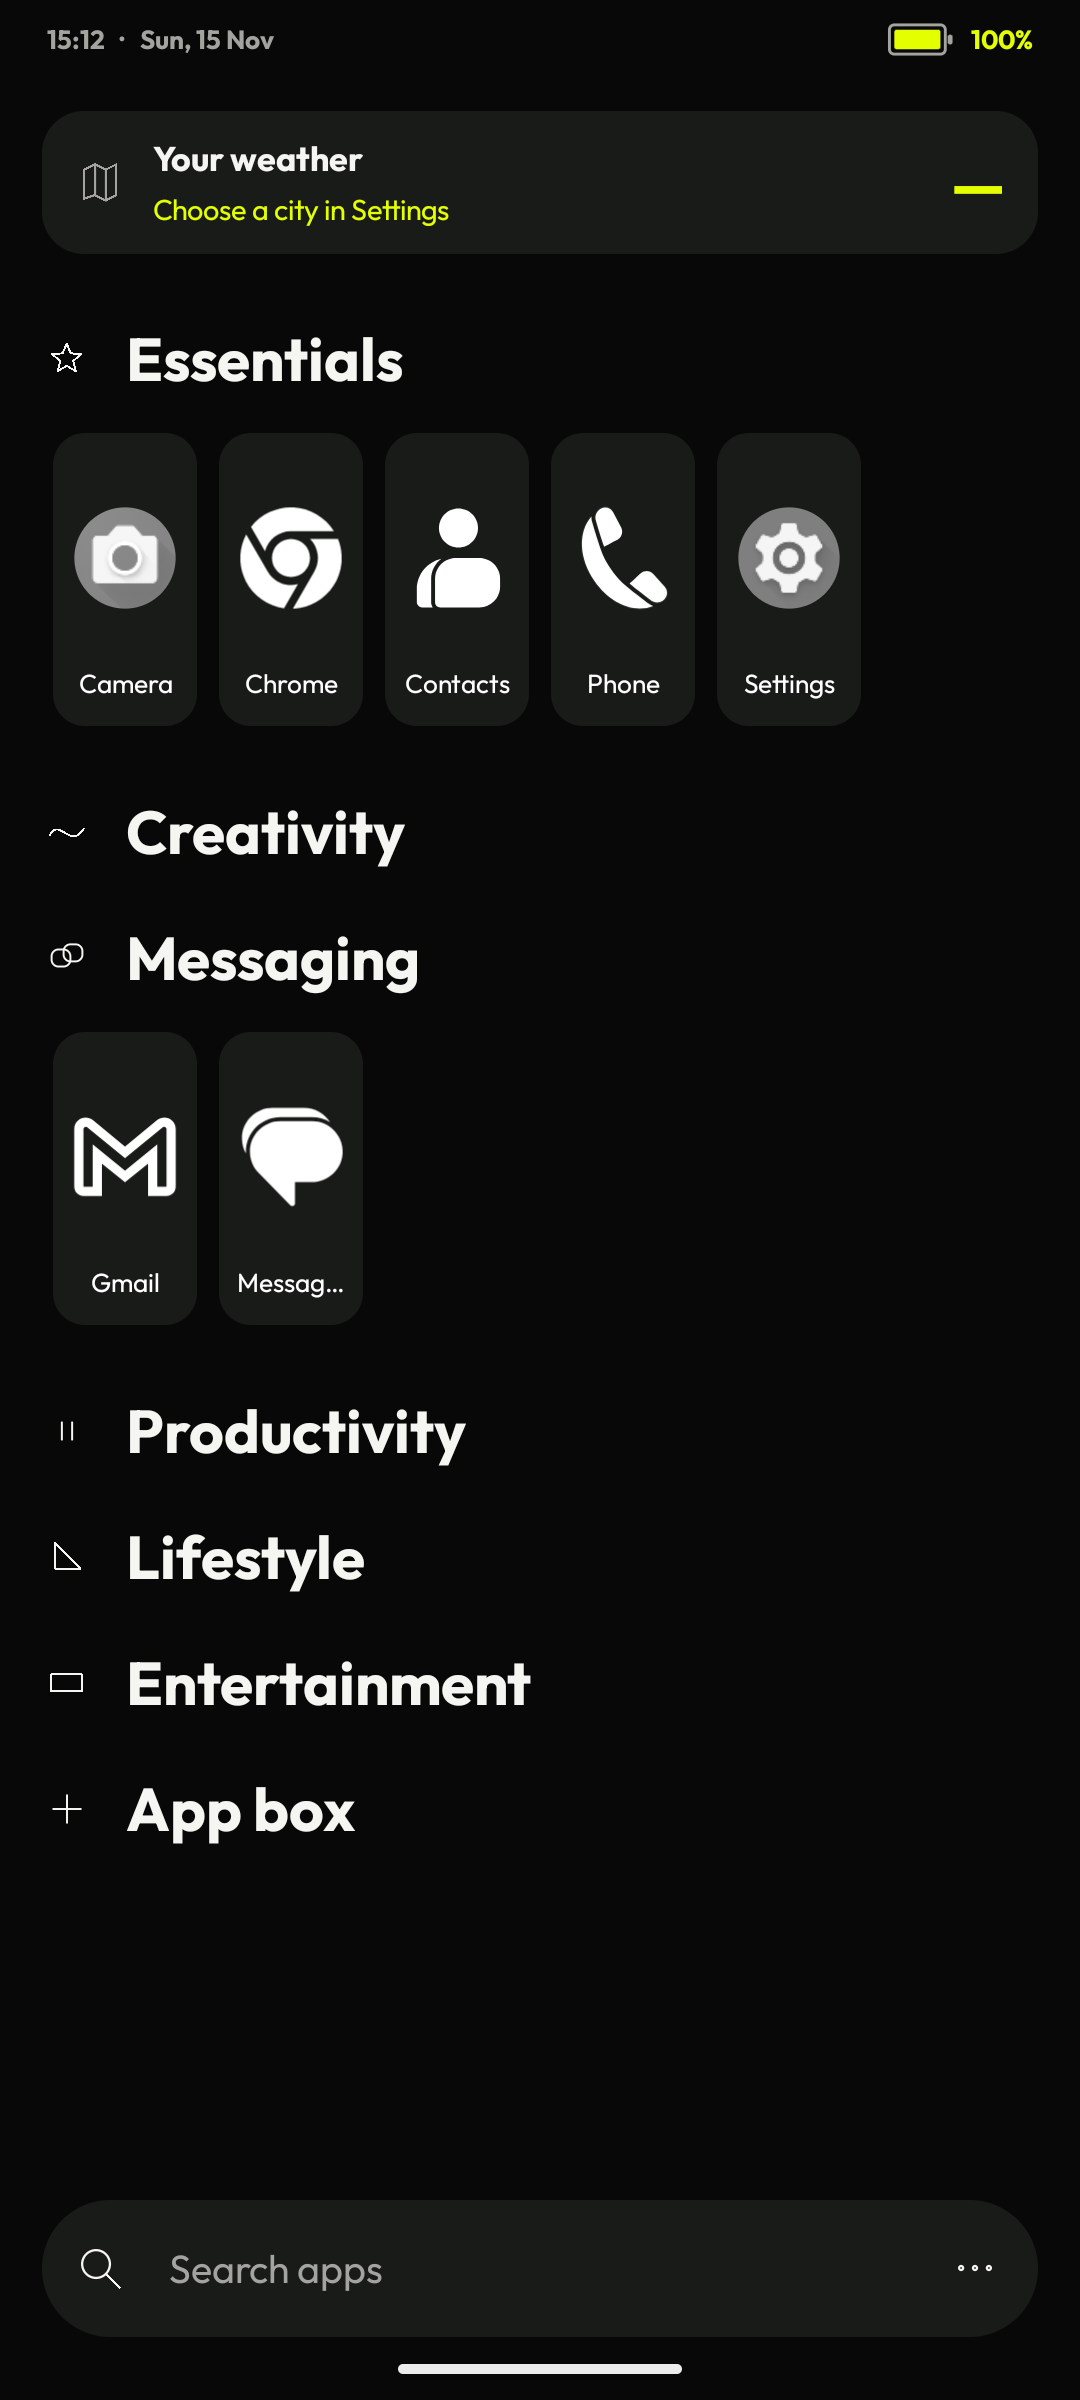 15:12 · Sun, 15 Nov
100%
Your weather
Choose a city in Settings
Essentials
Camera
Chrome
Contacts
Phone
Settings
Creativity
Messaging
Gmail
Messag...
Productivity
Lifestyle
Entertainment
App box
Search apps